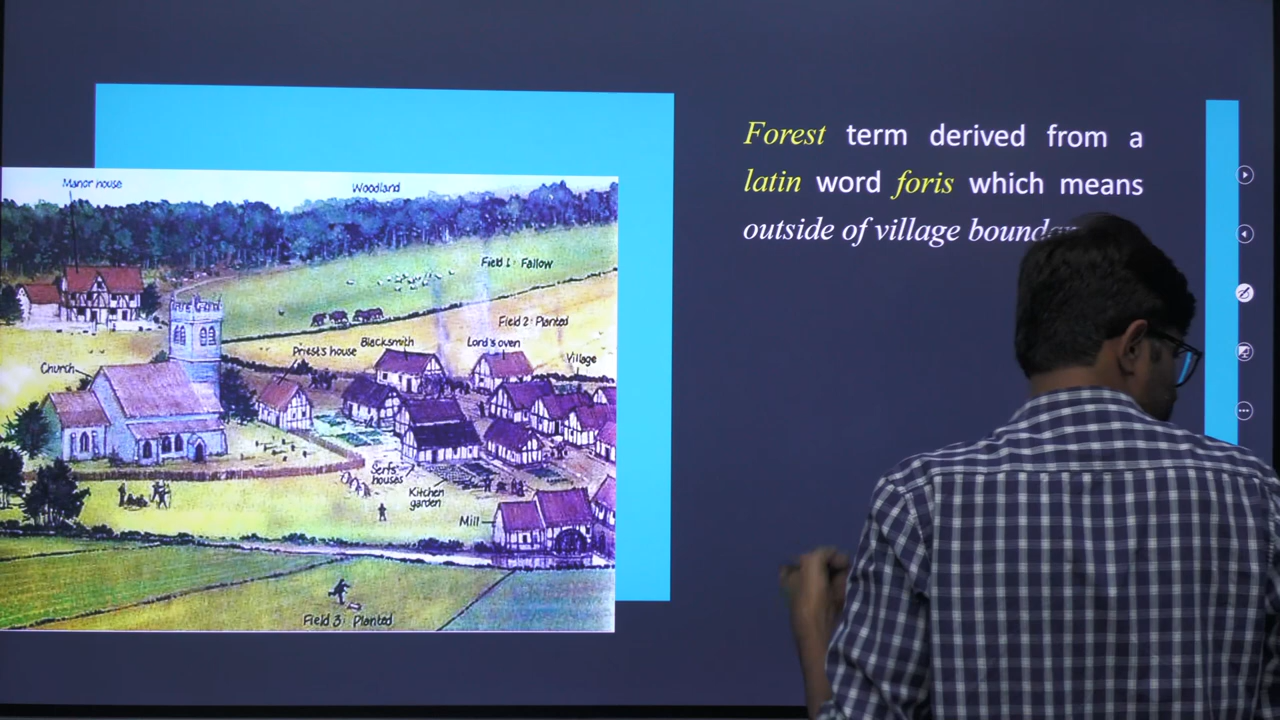 Forest term derived from a
latin word foris which means
outside of village
Manor house
Woodland
Field 1: Fallow
Field 2: Planted
Blacksmith
Lord's oven
Priest's house
Village
Church
Serfs'
houses
Kitchen
garden
Mill
Field 3: Planted